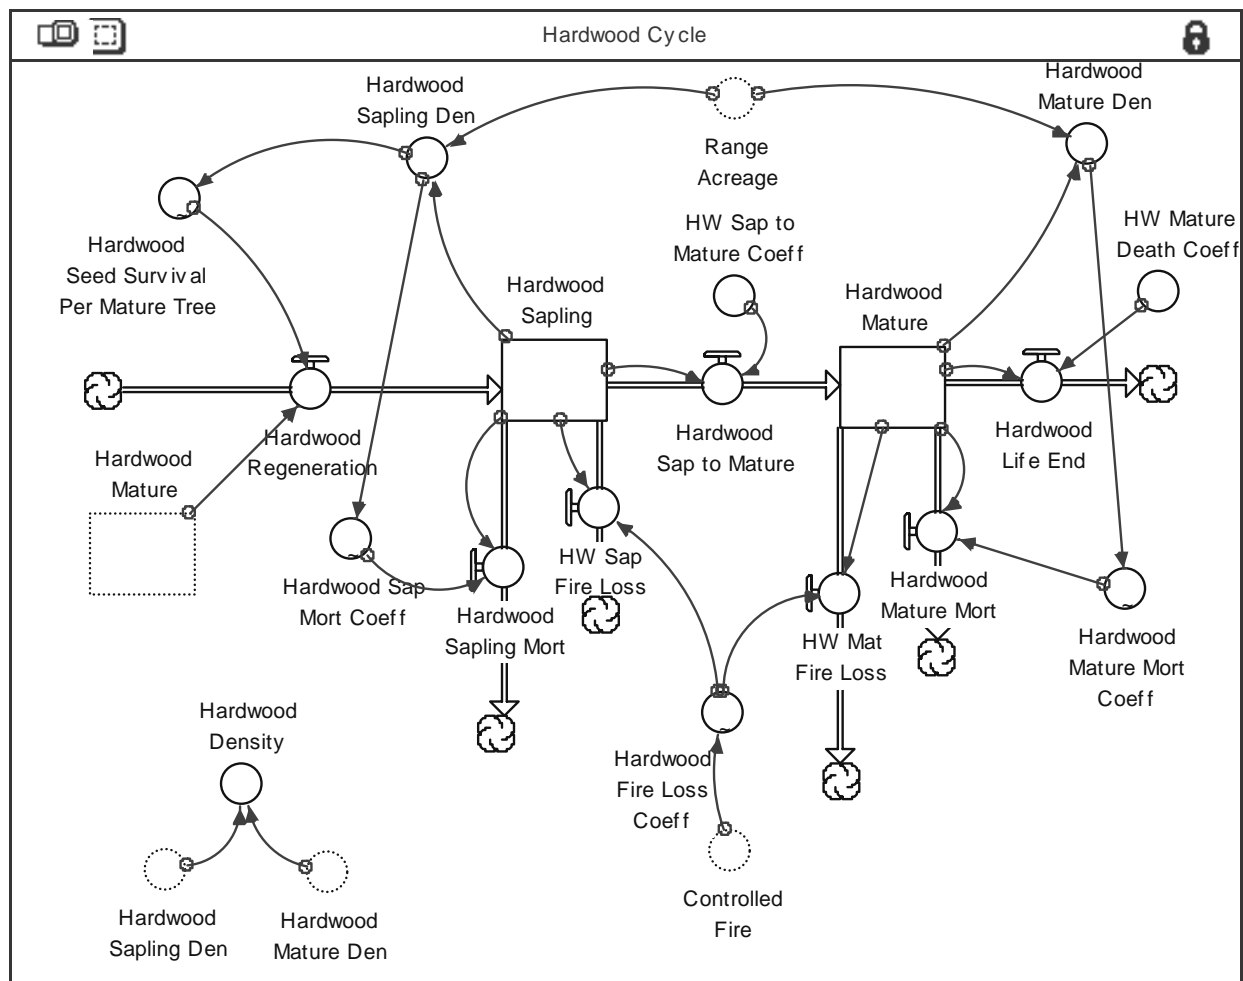 Hardwood Cycle
Hardwood
Sapling Den
Hardwood
Mature Den
Range
Acreage
HW Sap to
Mature Coeff
HW Mature
Death Coeff
Hardwood
Seed Survival
Per Mature Tree
Hardwood
Sapling
Hardwood
Mature
Hardwood
Regeneration
Hardwood
Mature
Hardwood
Sap to Mature
Hardwood
Life End
Hardwood Sap
Mort Coeff
HW Sap
Fire Loss
Hardwood
Sapling Mort
Hardwood
Mature Mort
HW Mat
Fire Loss
Hardwood
Mature Mort
Coeff
Hardwood
Density
Hardwood
Fire Loss
Coeff
Hardwood
Sapling Den
Hardwood
Mature Den
Controlled
Fire